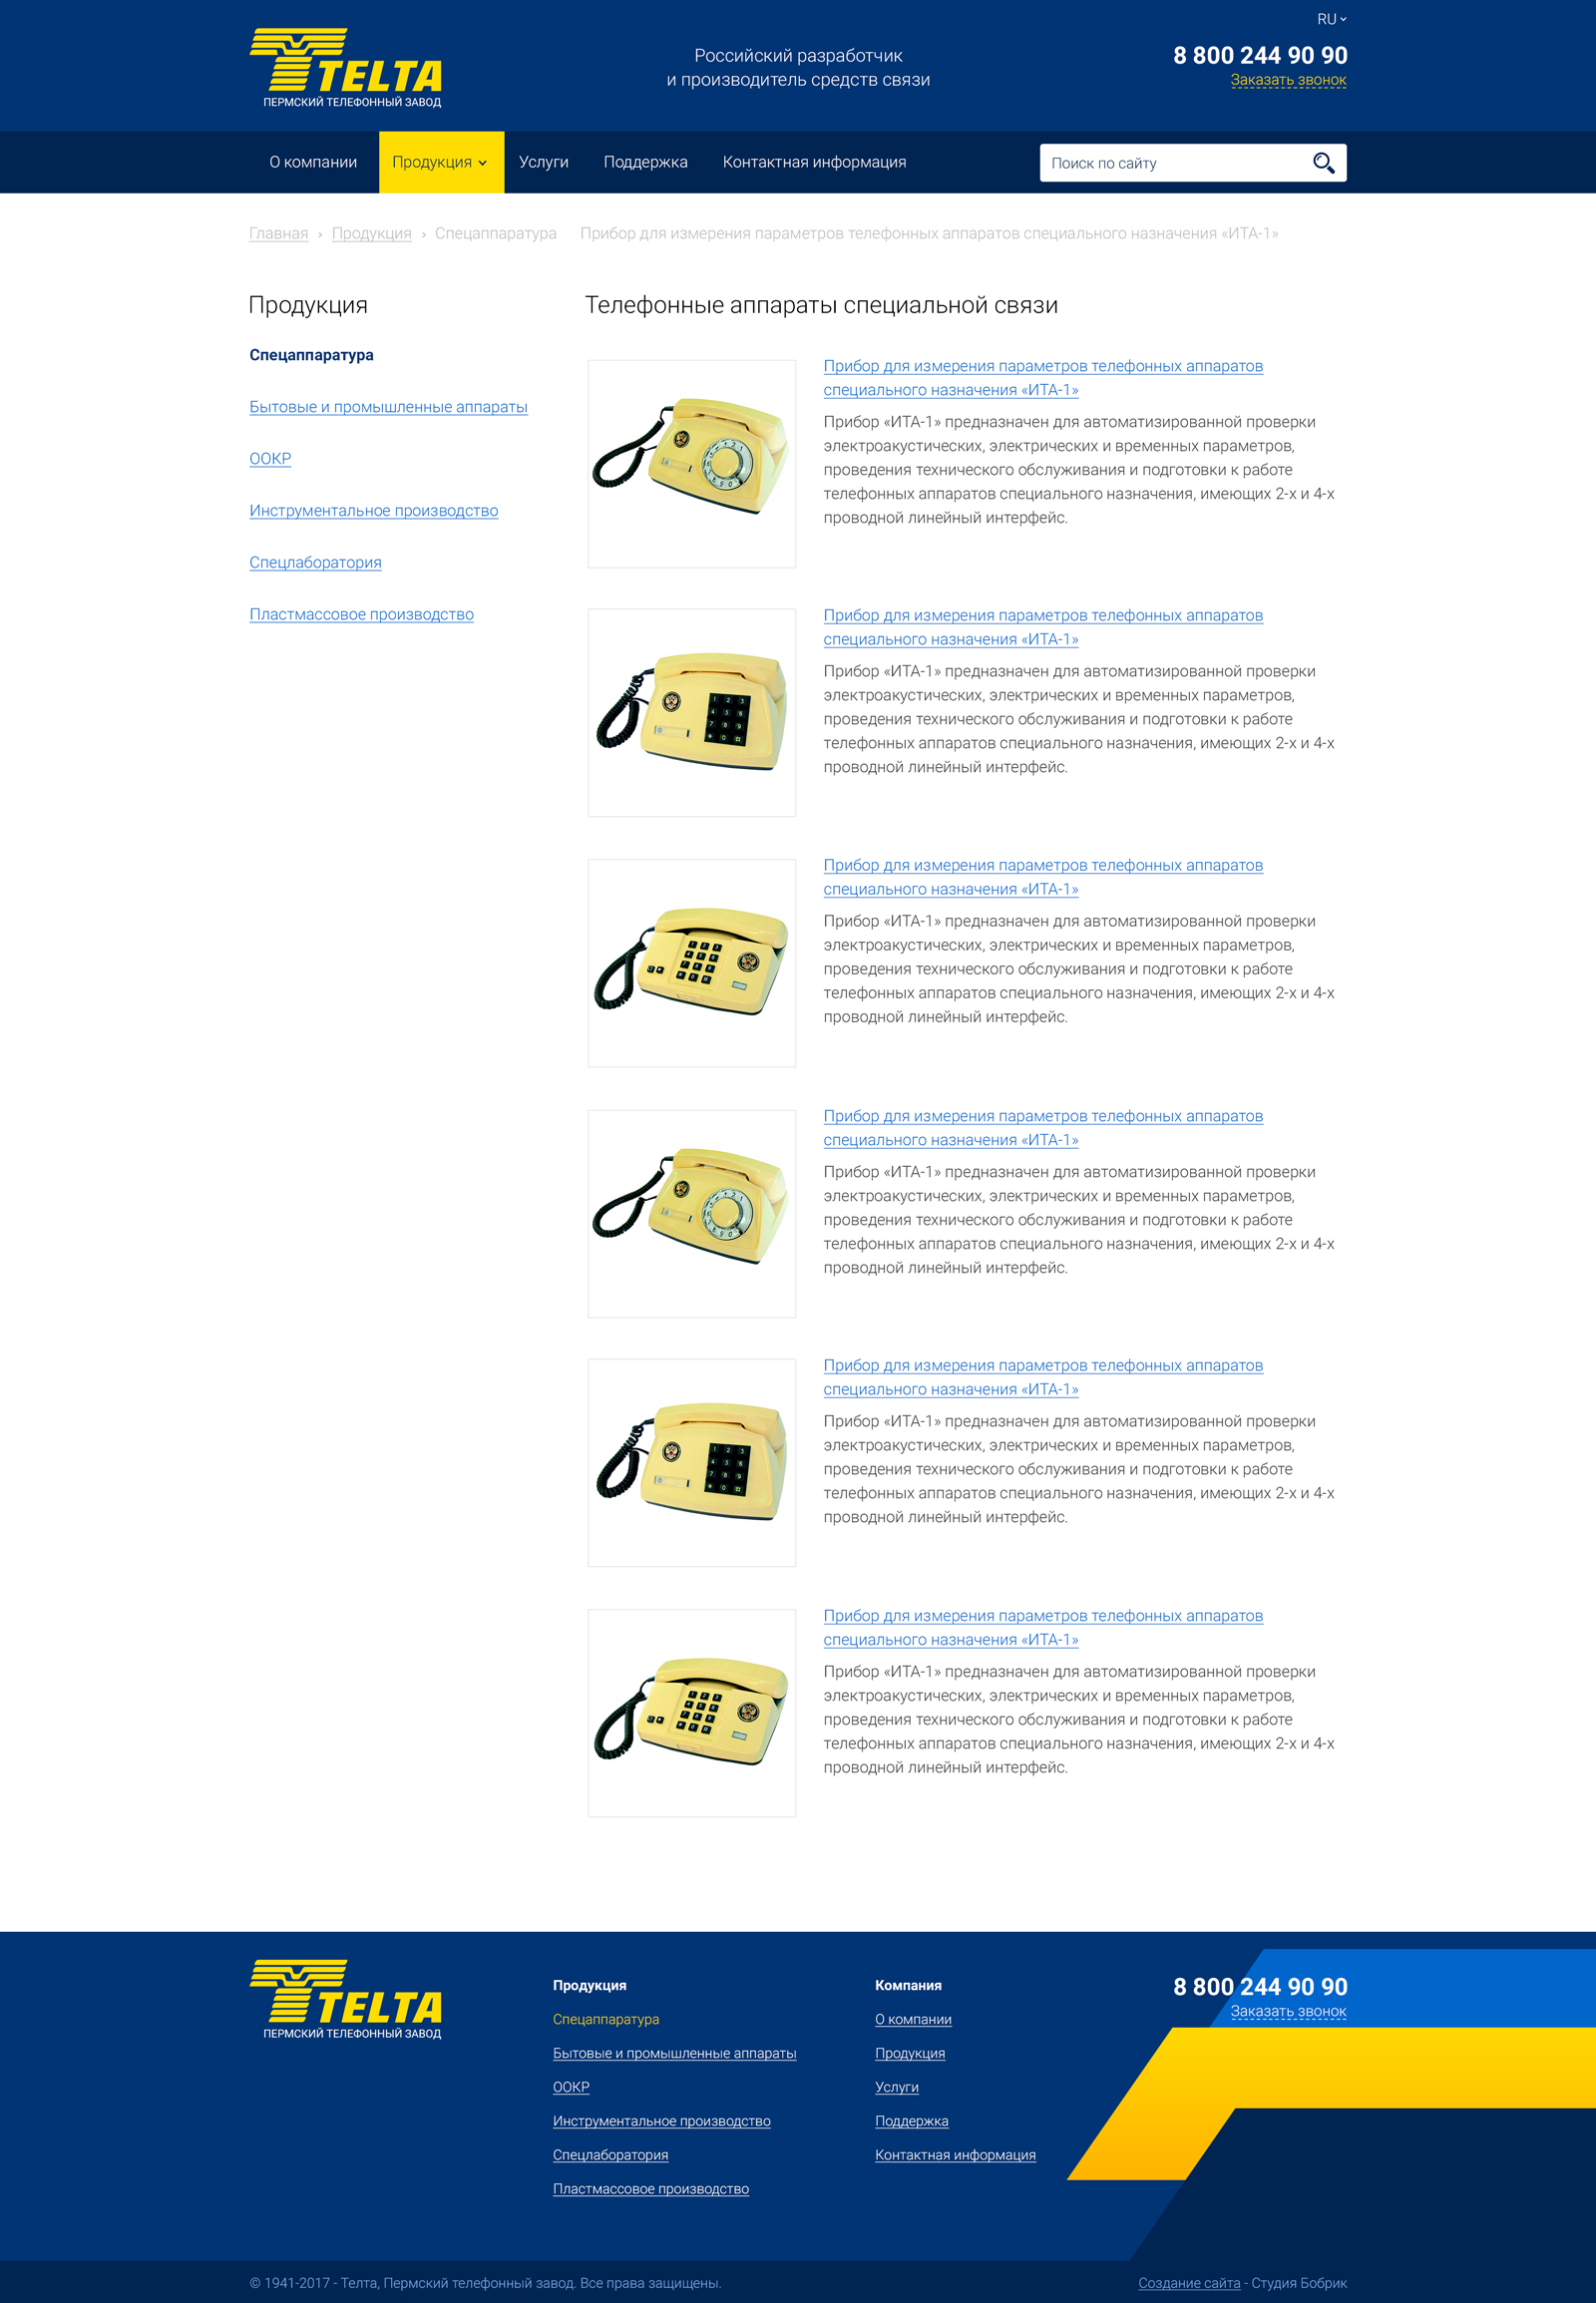 RU
TELTA
ПЕРМСКИЙ ТЕЛЕФОННЫЙ ЗАВОД
Российский разработчик
и производитель средств связи
8 800 244 90 90
Заказать звонок
О компании Продукция Услуги Поддержка Контактная информация Поиск по сайту
Главная › Продукция › Спецаппаратура Прибор для измерения параметров телефонных аппаратов специального назначения «ИТА-1»
Продукция
Спецаппаратура
Бытовые и промышленные аппараты
ООКР
Инструментальное производство
Спецлаборатория
Пластмассовое производство
Телефонные аппараты специальной связи
Прибор для измерения параметров телефонных аппаратов
специального назначения «ИТА-1»
Прибор «ИТА-1» предназначен для автоматизированной проверки
электроакустических, электрических и временных параметров,
проведения технического обслуживания и подготовки к работе
телефонных аппаратов специального назначения, имеющих 2-х и 4-х
проводной линейный интерфейс.
Прибор для измерения параметров телефонных аппаратов
специального назначения «ИТА-1»
Прибор «ИТА-1» предназначен для автоматизированной проверки
электроакустических, электрических и временных параметров,
проведения технического обслуживания и подготовки к работе
телефонных аппаратов специального назначения, имеющих 2-х и 4-х
проводной линейный интерфейс.
Прибор для измерения параметров телефонных аппаратов
специального назначения «ИТА-1»
Прибор «ИТА-1» предназначен для автоматизированной проверки
электроакустических, электрических и временных параметров,
проведения технического обслуживания и подготовки к работе
телефонных аппаратов специального назначения, имеющих 2-х и 4-х
проводной линейный интерфейс.
Прибор для измерения параметров телефонных аппаратов
специального назначения «ИТА-1»
Прибор «ИТА-1» предназначен для автоматизированной проверки
электроакустических, электрических и временных параметров,
проведения технического обслуживания и подготовки к работе
телефонных аппаратов специального назначения, имеющих 2-х и 4-х
проводной линейный интерфейс.
Прибор для измерения параметров телефонных аппаратов
специального назначения «ИТА-1»
Прибор «ИТА-1» предназначен для автоматизированной проверки
электроакустических, электрических и временных параметров,
проведения технического обслуживания и подготовки к работе
телефонных аппаратов специального назначения, имеющих 2-х и 4-х
проводной линейный интерфейс.
Прибор для измерения параметров телефонных аппаратов
специального назначения «ИТА-1»
Прибор «ИТА-1» предназначен для автоматизированной проверки
электроакустических, электрических и временных параметров,
проведения технического обслуживания и подготовки к работе
телефонных аппаратов специального назначения, имеющих 2-х и 4-х
проводной линейный интерфейс.
TELTA
ПЕРМСКИЙ ТЕЛЕФОННЫЙ ЗАВОД
Продукция
Спецаппаратура
Бытовые и промышленные аппараты
ООКР
Инструментальное производство
Спецлаборатория
Пластмассовое производство
Компания
О компании
Продукция
Услуги
Поддержка
Контактная информация
8 800 244 90 90
Заказать звонок
© 1941-2017 - Телта, Пермский телефонный завод. Все права защищены.
Создание сайта - Студия Бобрик